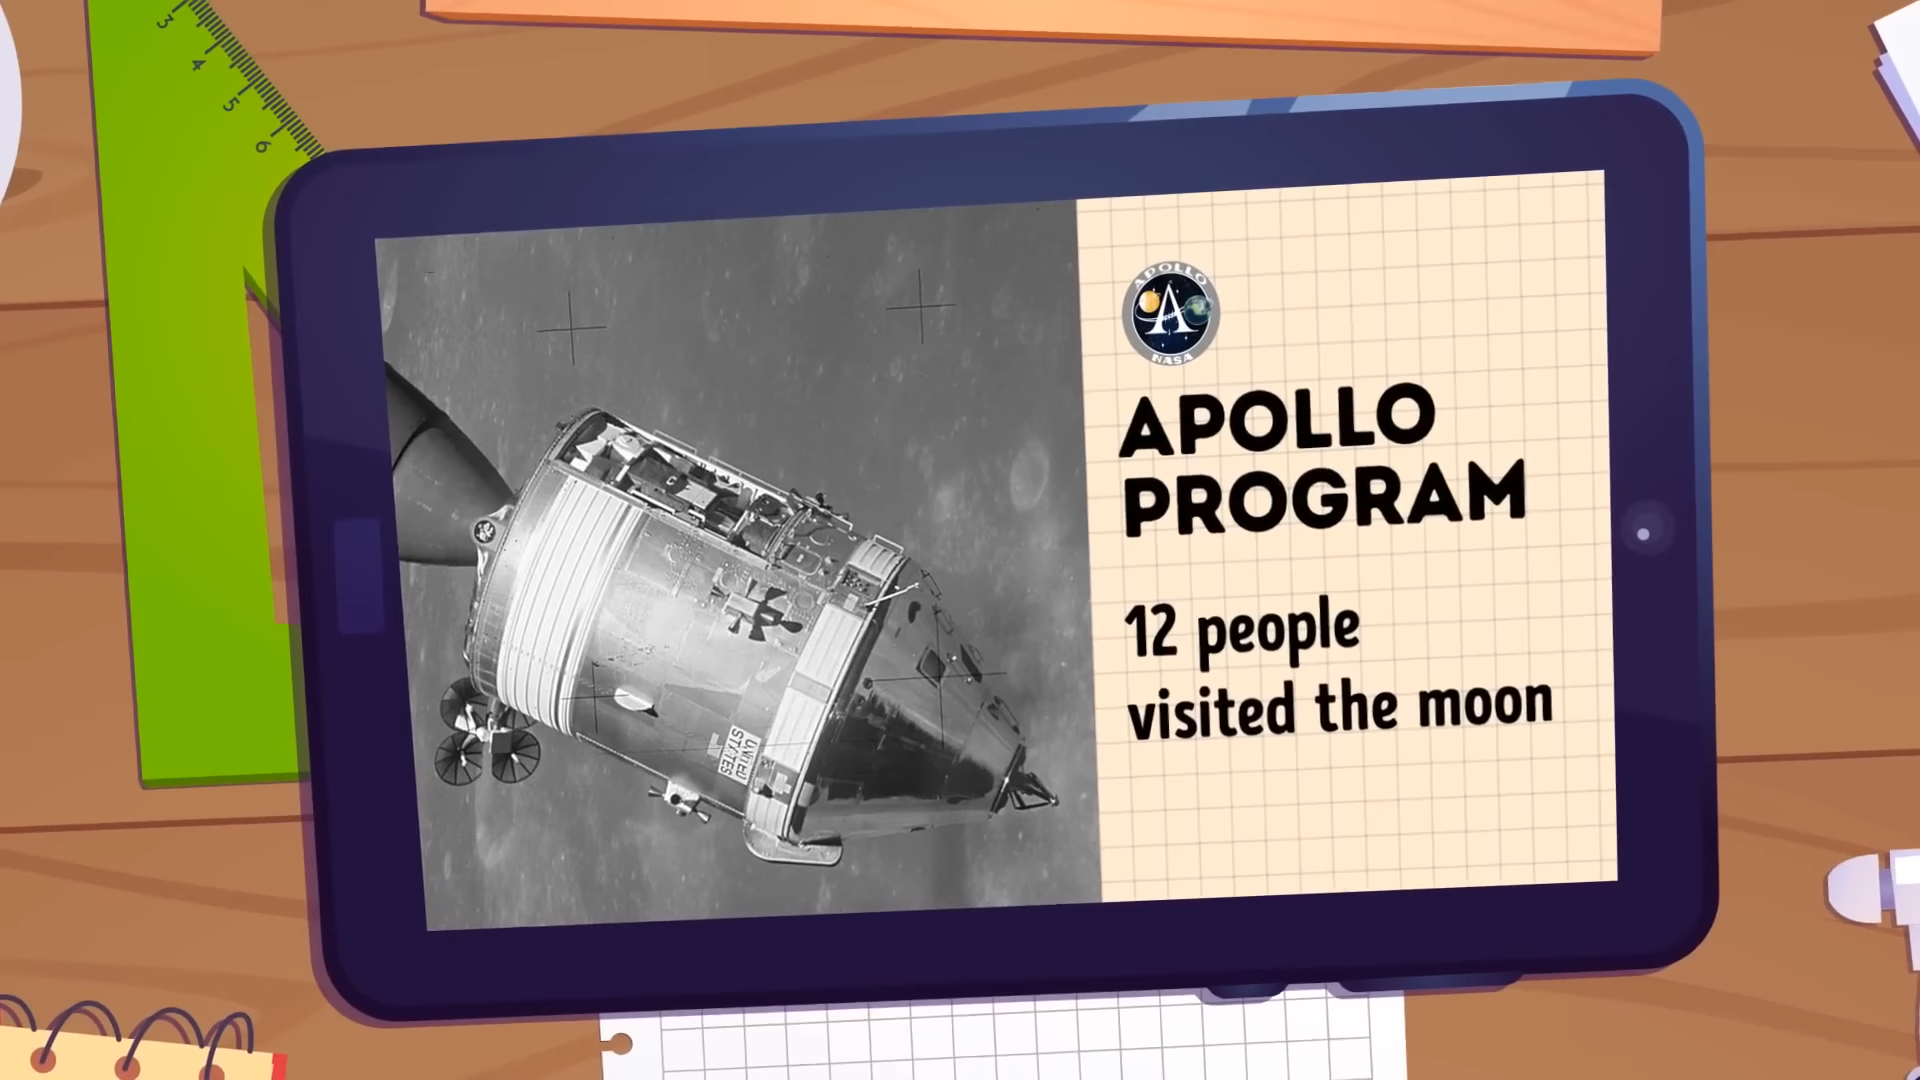 3
4
5
6
APOLLO
A
NASA
APOLLO
PROGRAM
12 people
visited the moon
UNITED
STATES